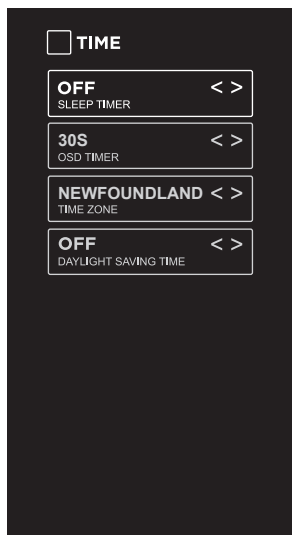 TIME
OFF < >
SLEEP TIMER
30S < >
OSD TIMER
NEWFOUNDLAND < >
TIME ZONE
OFF < >
DAYLIGHT SAVING TIME